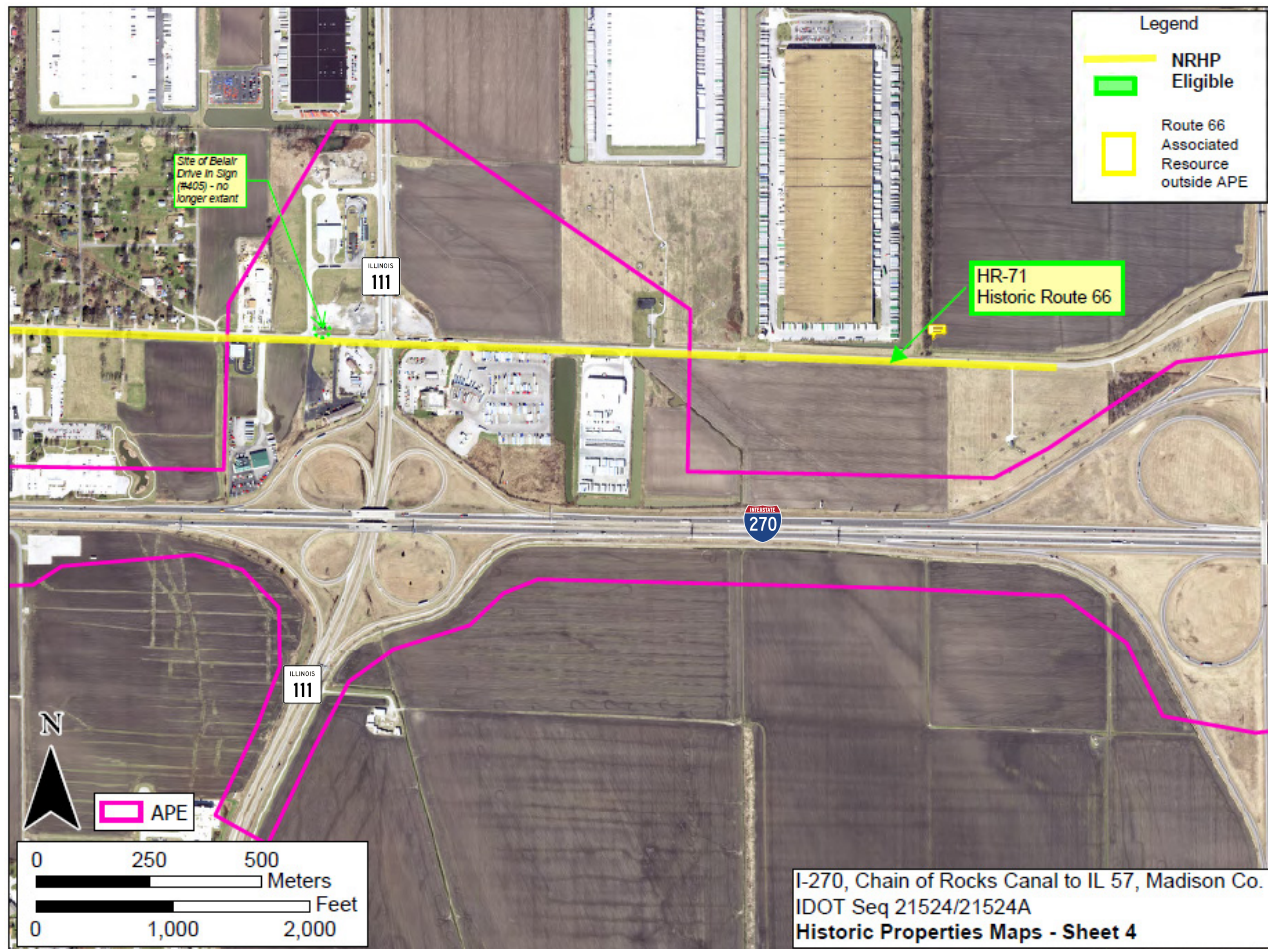 Legend
NRHP
Eligible
Route 66
Associated
Resource
outside APE
Site of Belair
Drive In Sign
(#405) - no
longer extant
ILLINOIS
111
HR-71
Historic Route 66
INTERSTATE
270
ILLINOIS
111
N
APE
0 250 500
Meters
Feet
0 1,000 2,000
I-270, Chain of Rocks Canal to IL 57, Madison Co.
IDOT Seq 21524/21524A
Historic Properties Maps - Sheet 4